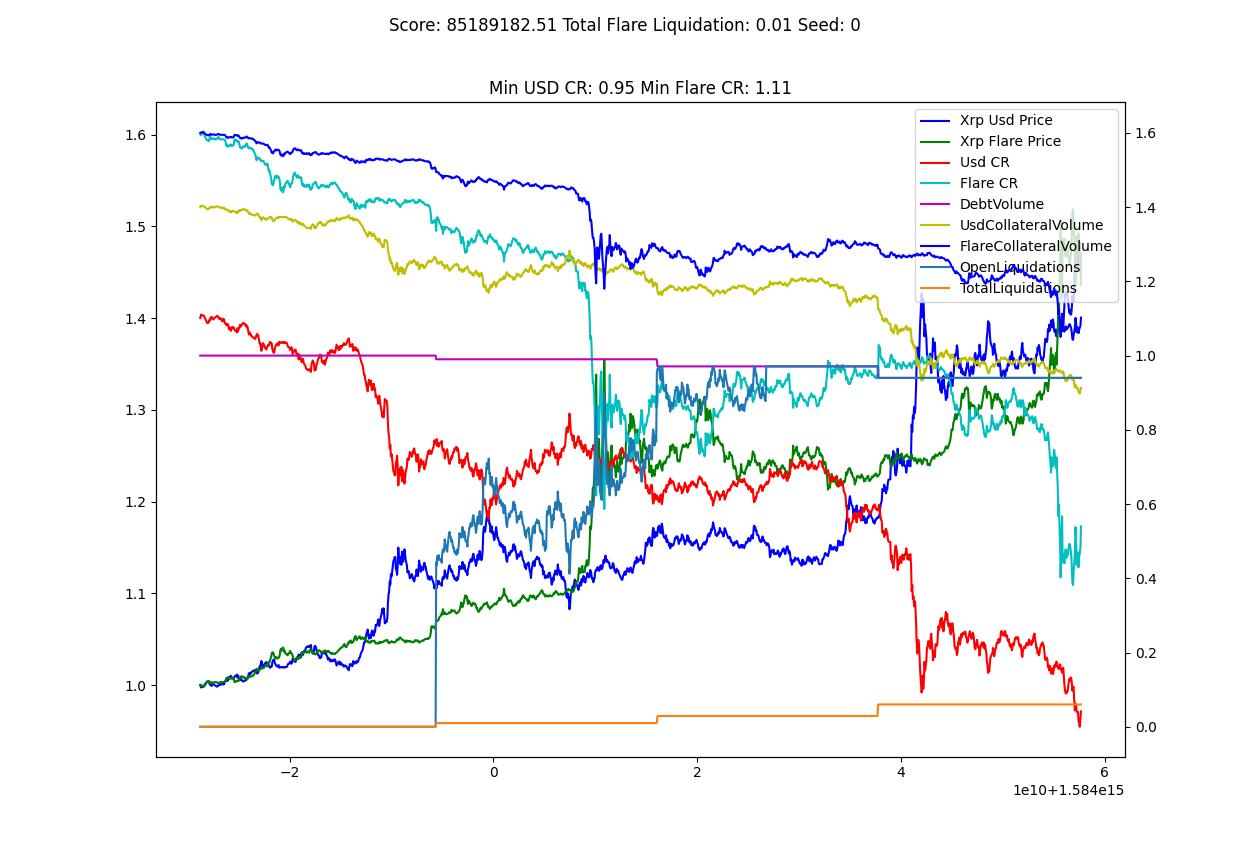 Score: 85189182.51 Total Flare Liquidation: 0.01 Seed: 0
Min USD CR: 0.95 Min Flare CR: 1.11
Xrp Usd Price
Xrp Flare Price
Usd CR
Flare CR
DebtVolume
UsdCollateralVolume
FlareCollateralVolume
OpenLiquidations
TotalLiquidations
1.6
1.5
1.4
1.3
1.2
1.1
1.0
1.6
1.4
1.2
1.0
0.8
0.6
0.4
0.2
0.0
−2 0 2 4 6
1e10+1.584e15